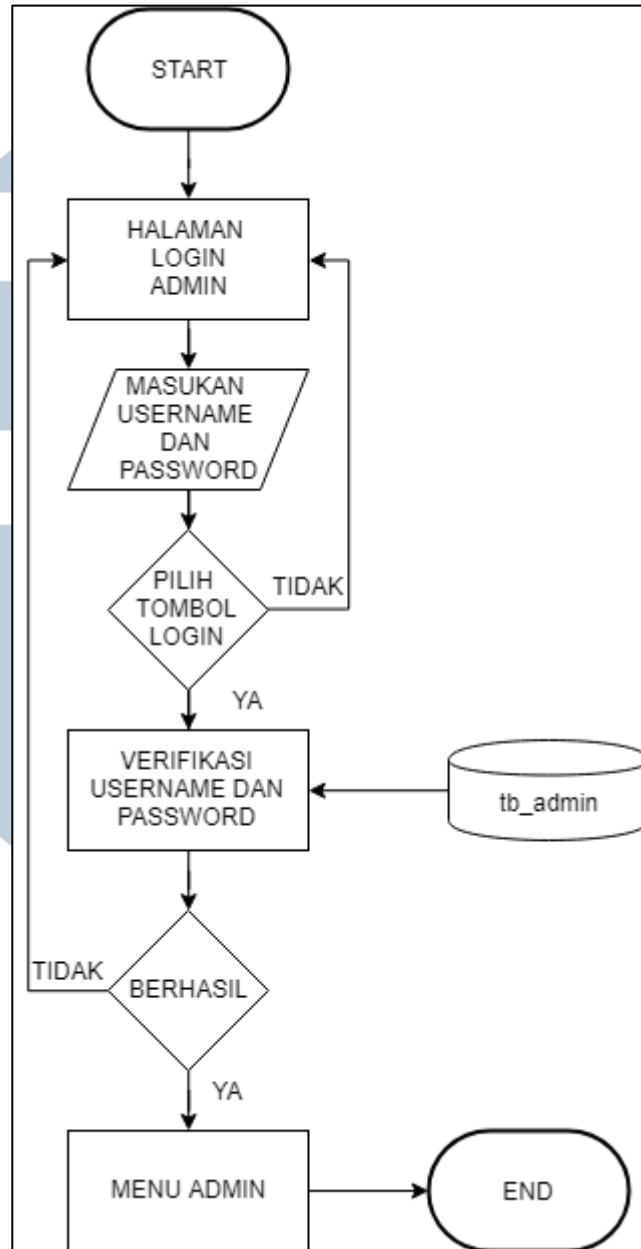 START
HALAMAN
LOGIN
ADMIN
MASUKAN
USERNAME
DAN
PASSWORD
PILIH
TOMBOL
LOGIN
TIDAK
YA
VERIFIKASI
USERNAME DAN
PASSWORD
tb_admin
TIDAK
BERHASIL
YA
MENU ADMIN
END